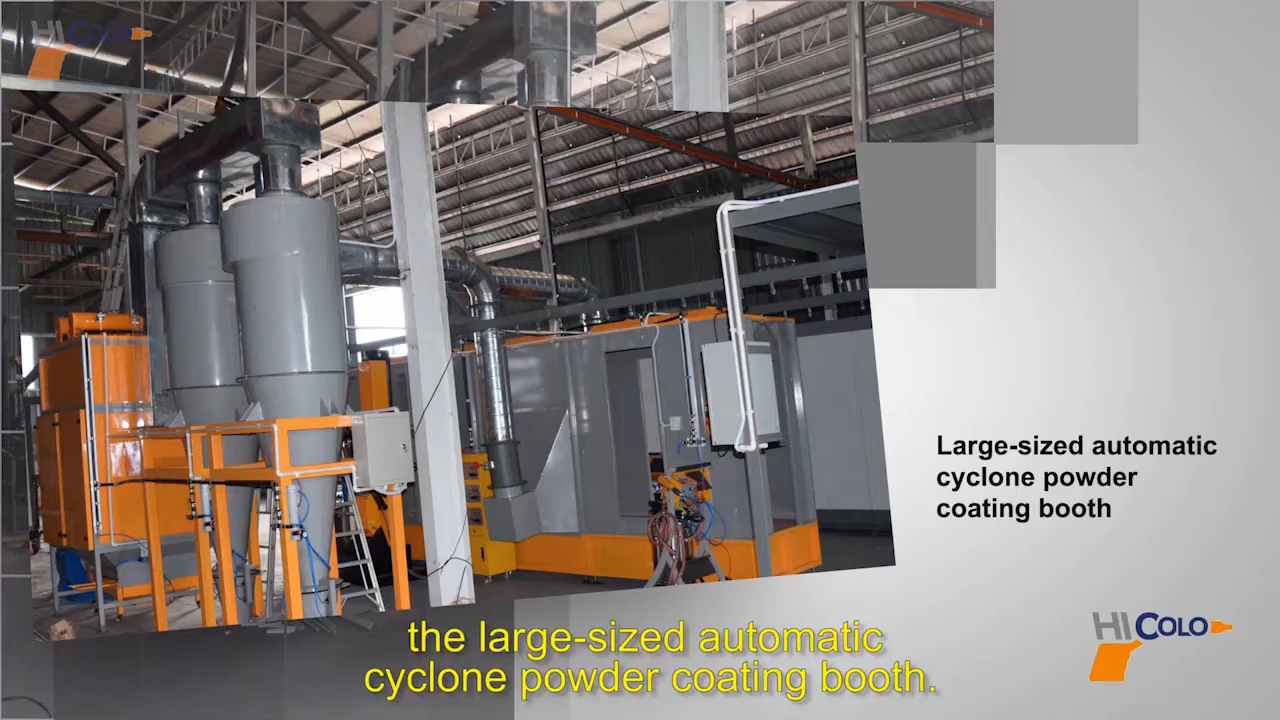 HI COLO
Large-sized automatic
cyclone powder
coating booth
HI COLO
the large-sized automatic
cyclone powder coating booth.